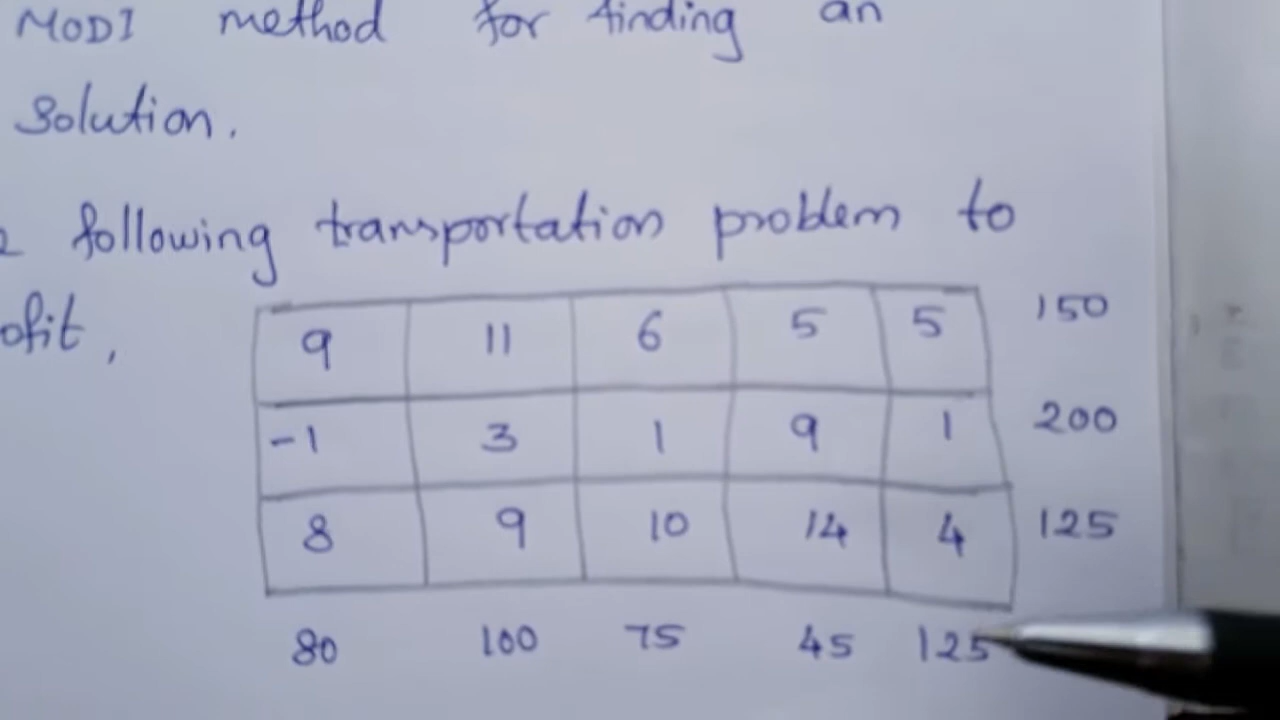 MODI method for finding an
solution.
following transportation problem to
ofit,
9 11 6 5 5 150
-1 3 1 9 1 200
8 9 10 14 4 125
80 100 75 45 125